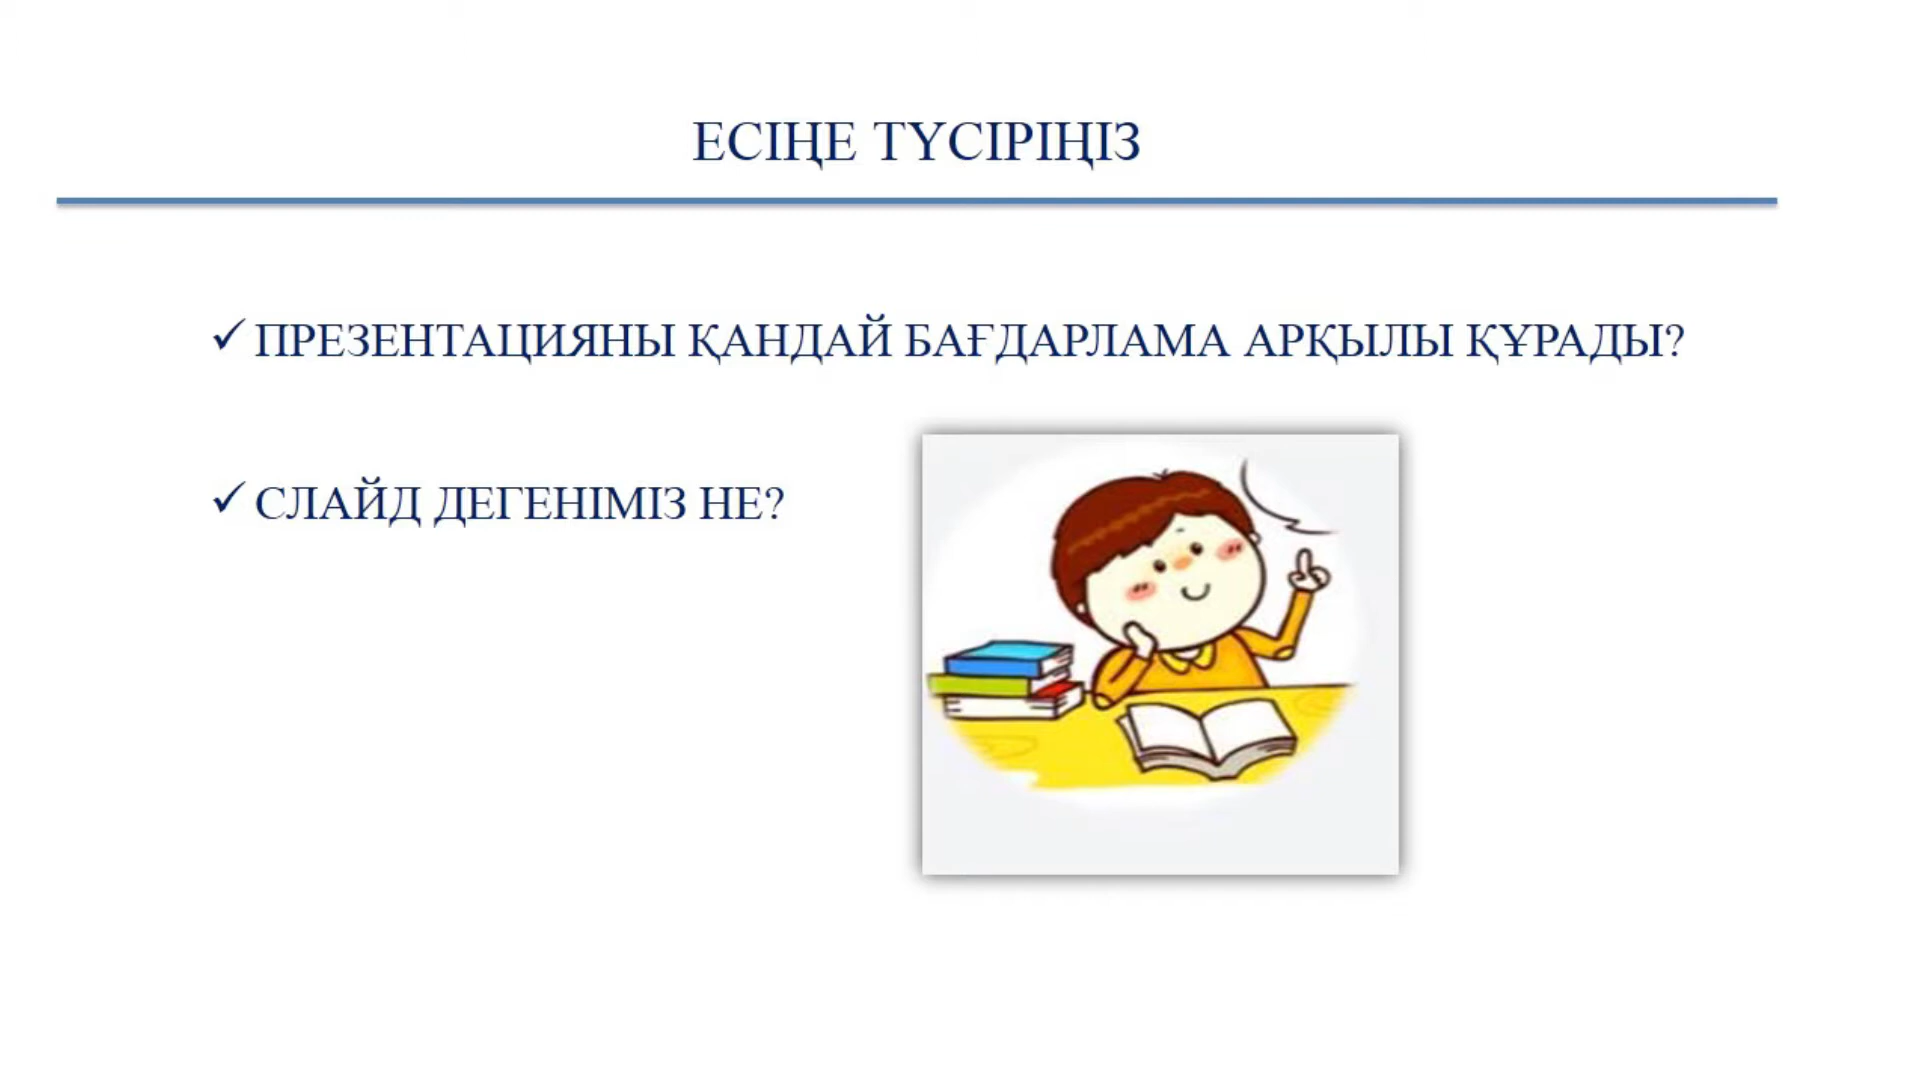 ЕСІҢЕ ТҮСІРІҢІЗ
ПРЕЗЕНТАЦИЯНЫ ҚАНДАЙ БАҒДАРЛАМА АРҚЫЛЫ ҚҰРАДЫ?
СЛАЙД ДЕГЕНІМІЗ НЕ?